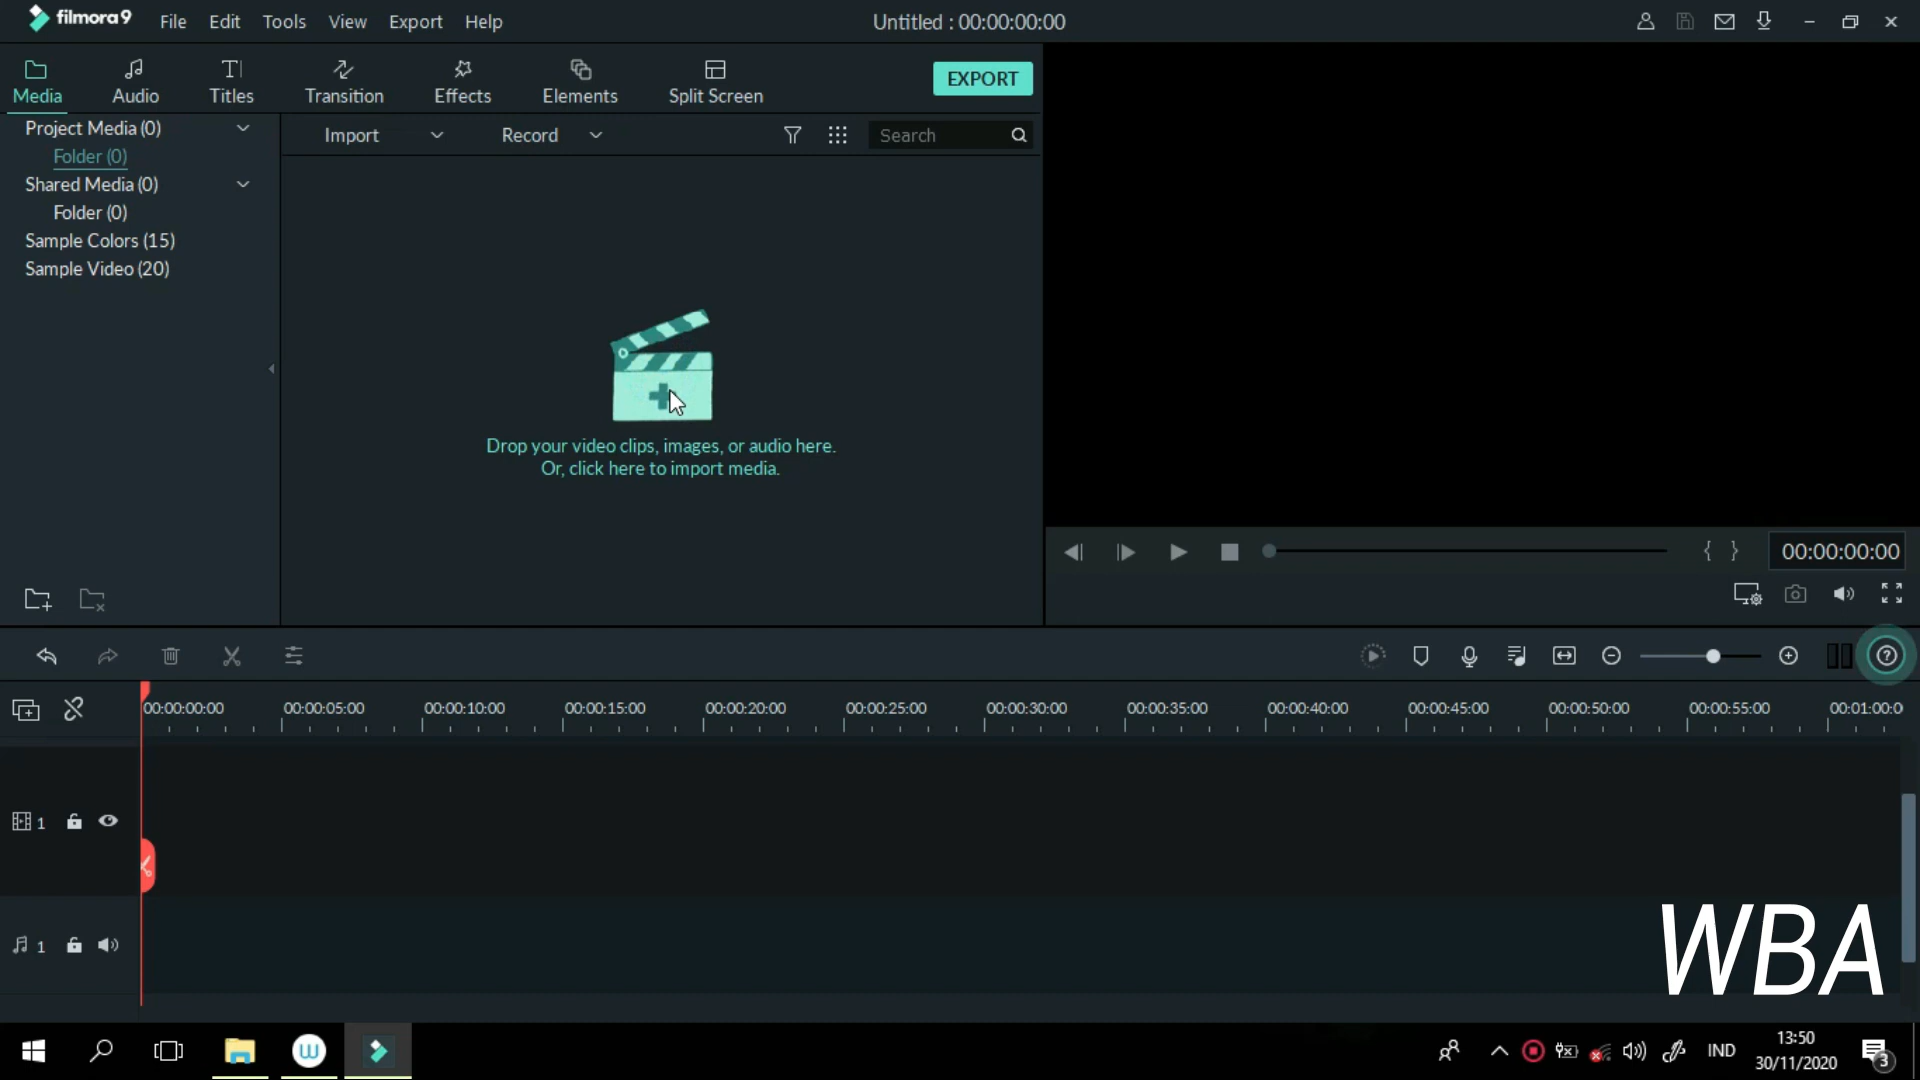 filmora9 File Edit Tools View Export Help Untitled : 00:00:00:00
Media Audio Titles Transition Effects Elements Split Screen EXPORT
Project Media (0)
Folder (0)
Shared Media (0)
Folder (0)
Sample Colors (15)
Sample Video (20)
Import Record Search
Drop your video clips, images, or audio here.
Or, click here to import media.
00:00:00:00
00:00:00:00 00:00:05:00 00:00:10:00 00:00:15:00 00:00:20:00 00:00:25:00 00:00:30:00 00:00:35:00 00:00:40:00 00:00:45:00 00:00:50:00 00:00:55:00 00:01:00:0
1
1
WBA
IND 13:50
30/11/2020
3